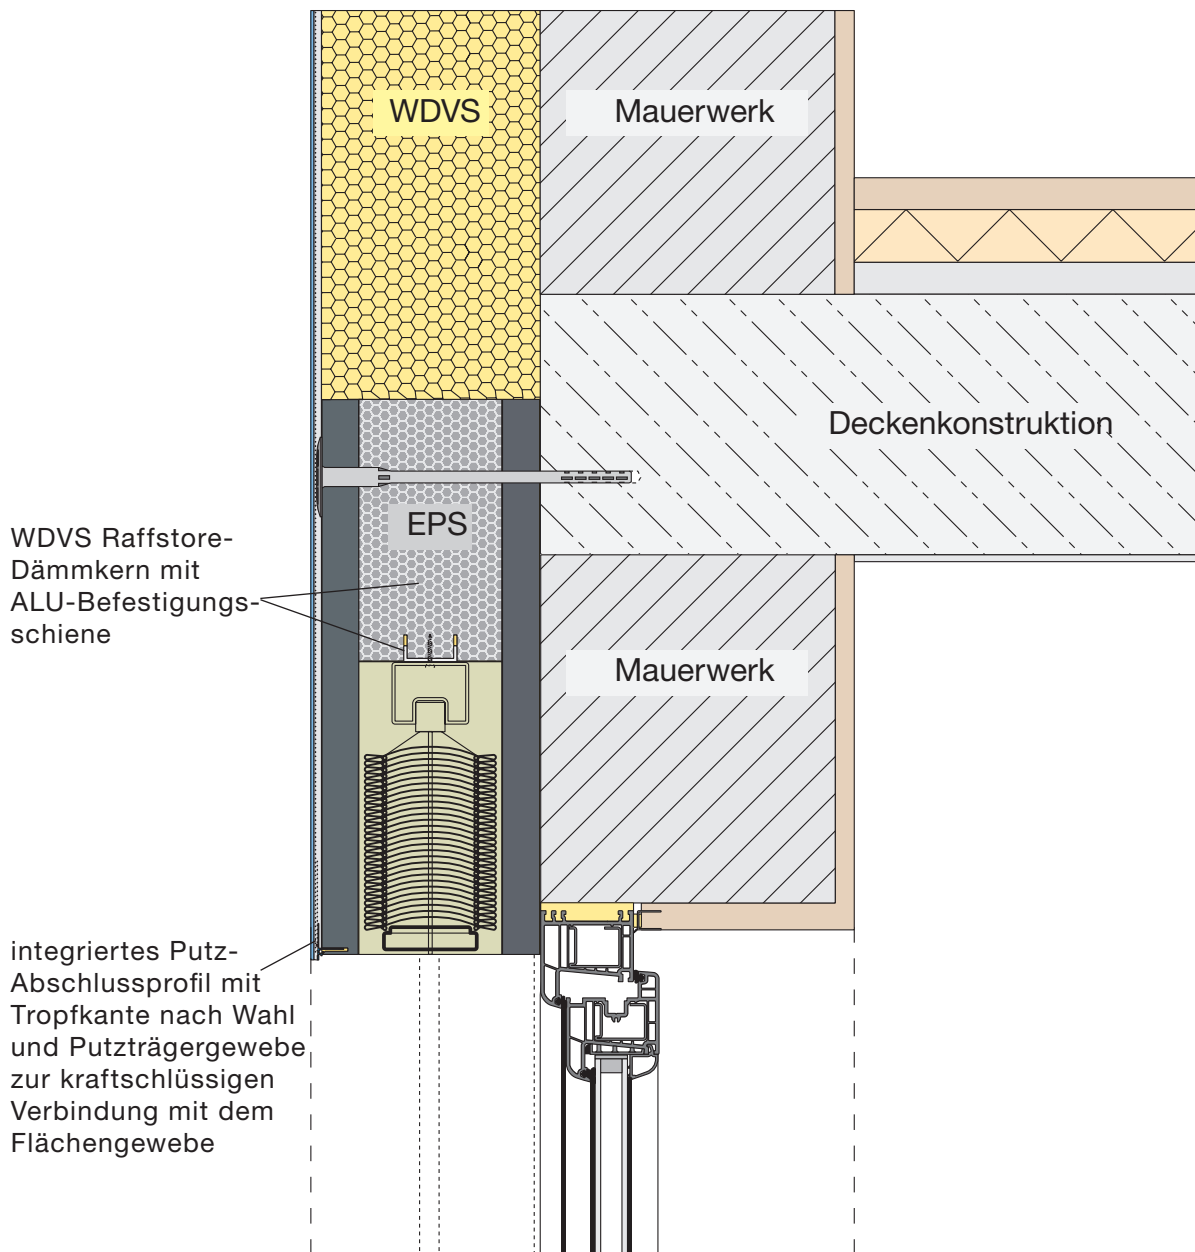 WDVS
Mauerwerk
Deckenkonstruktion
EPS
WDVS Raffstore-
Dämmkern mit
ALU-Befestigungs-
schiene
Mauerwerk
integriertes Putz-
Abschlussprofil mit
Tropfkante nach Wahl
und Putzträgergewebe
zur kraftschlüssigen
Verbindung mit dem
Flächengewebe